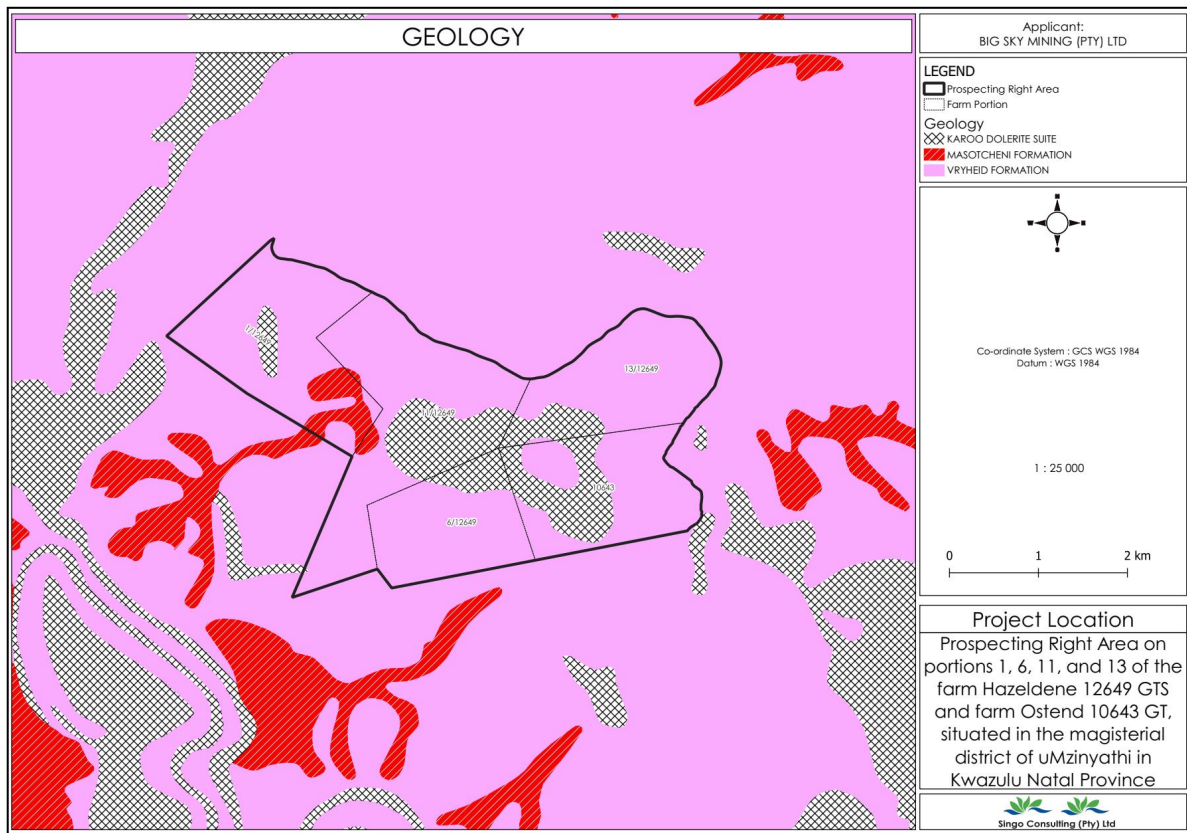 GEOLOGY
Applicant:
BIG SKY MINING (PTY) LTD
LEGEND
Prospecting Right Area
Farm Portion
Geology
KAROO DOLERITE SUITE
MASOTCHENI FORMATION
VRYHEID FORMATION
1/12649
11/12649
13/12649
10643
6/12649
Co-ordinate System : GCS WGS 1984
Datum : WGS 1984
1 : 25 000
0 1 2 km
Project Location
Prospecting Right Area on
portions 1, 6, 11, and 13 of the
farm Hazeldene 12649 GTS
and farm Ostend 10643 GT,
situated in the magisterial
district of uMzinyathi in
Kwazulu Natal Province
Singo Consulting (Pty) Ltd